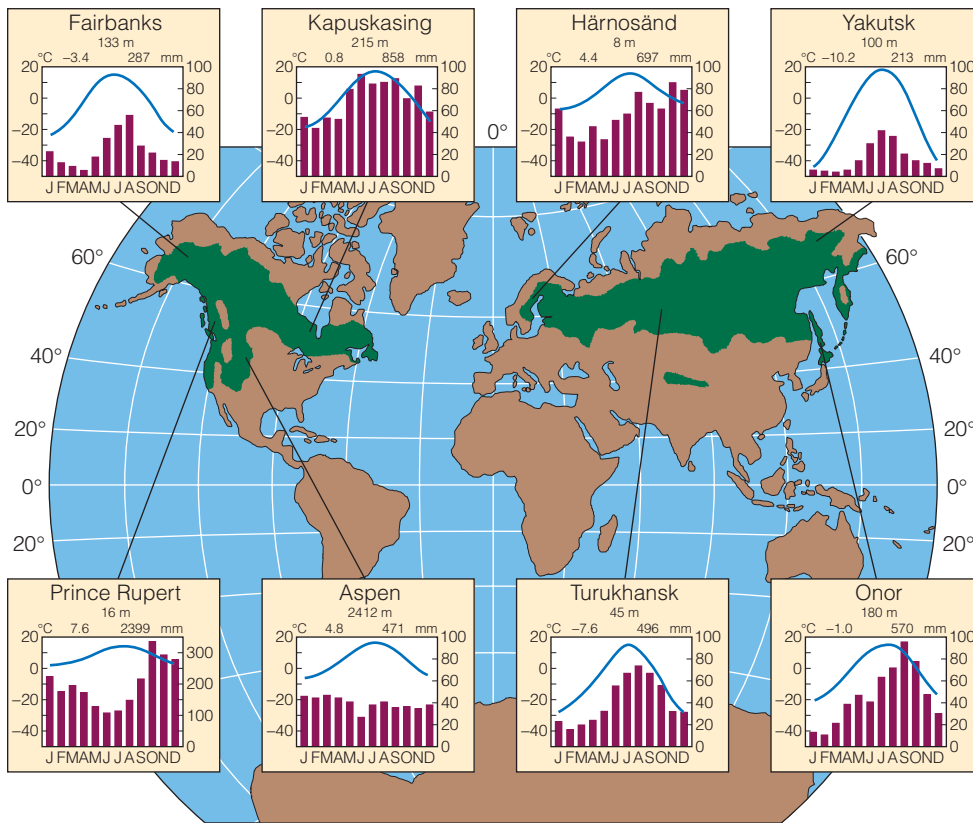 Fairbanks
133 m
°C −3.4 287 mm
20 100
0 80
−20 60
−40 40
20
0
J FMAMJ J ASOND
Kapuskasing
215 m
°C 0.8 858 mm
20 100
0 80
−20 60
−40 40
20
0
J FMAMJ J ASOND
Härnosänd
8 m
°C 4.4 697 mm
20 100
0 80
−20 60
−40 40
20
0
J FMAMJ J ASOND
Yakutsk
100 m
°C −10.2 213 mm
20 100
0 80
−20 60
−40 40
20
0
J FMAMJ J ASOND
0°
60° 60°
40° 40°
20° 20°
0° 0°
20° 20°
Prince Rupert
16 m
°C 7.6 2399 mm
20
0 300
−20 200
−40 100
0
J FMAMJ J ASOND
Aspen
2412 m
°C 4.8 471 mm
20 100
0 80
−20 60
−40 40
20
0
J FMAMJ J ASOND
Turukhansk
45 m
°C −7.6 496 mm
20 100
0 80
−20 60
−40 40
20
0
J FMAMJ J ASOND
Onor
180 m
°C −1.0 570 mm
20 100
0 80
−20 60
−40 40
20
0
J FMAMJ J ASOND